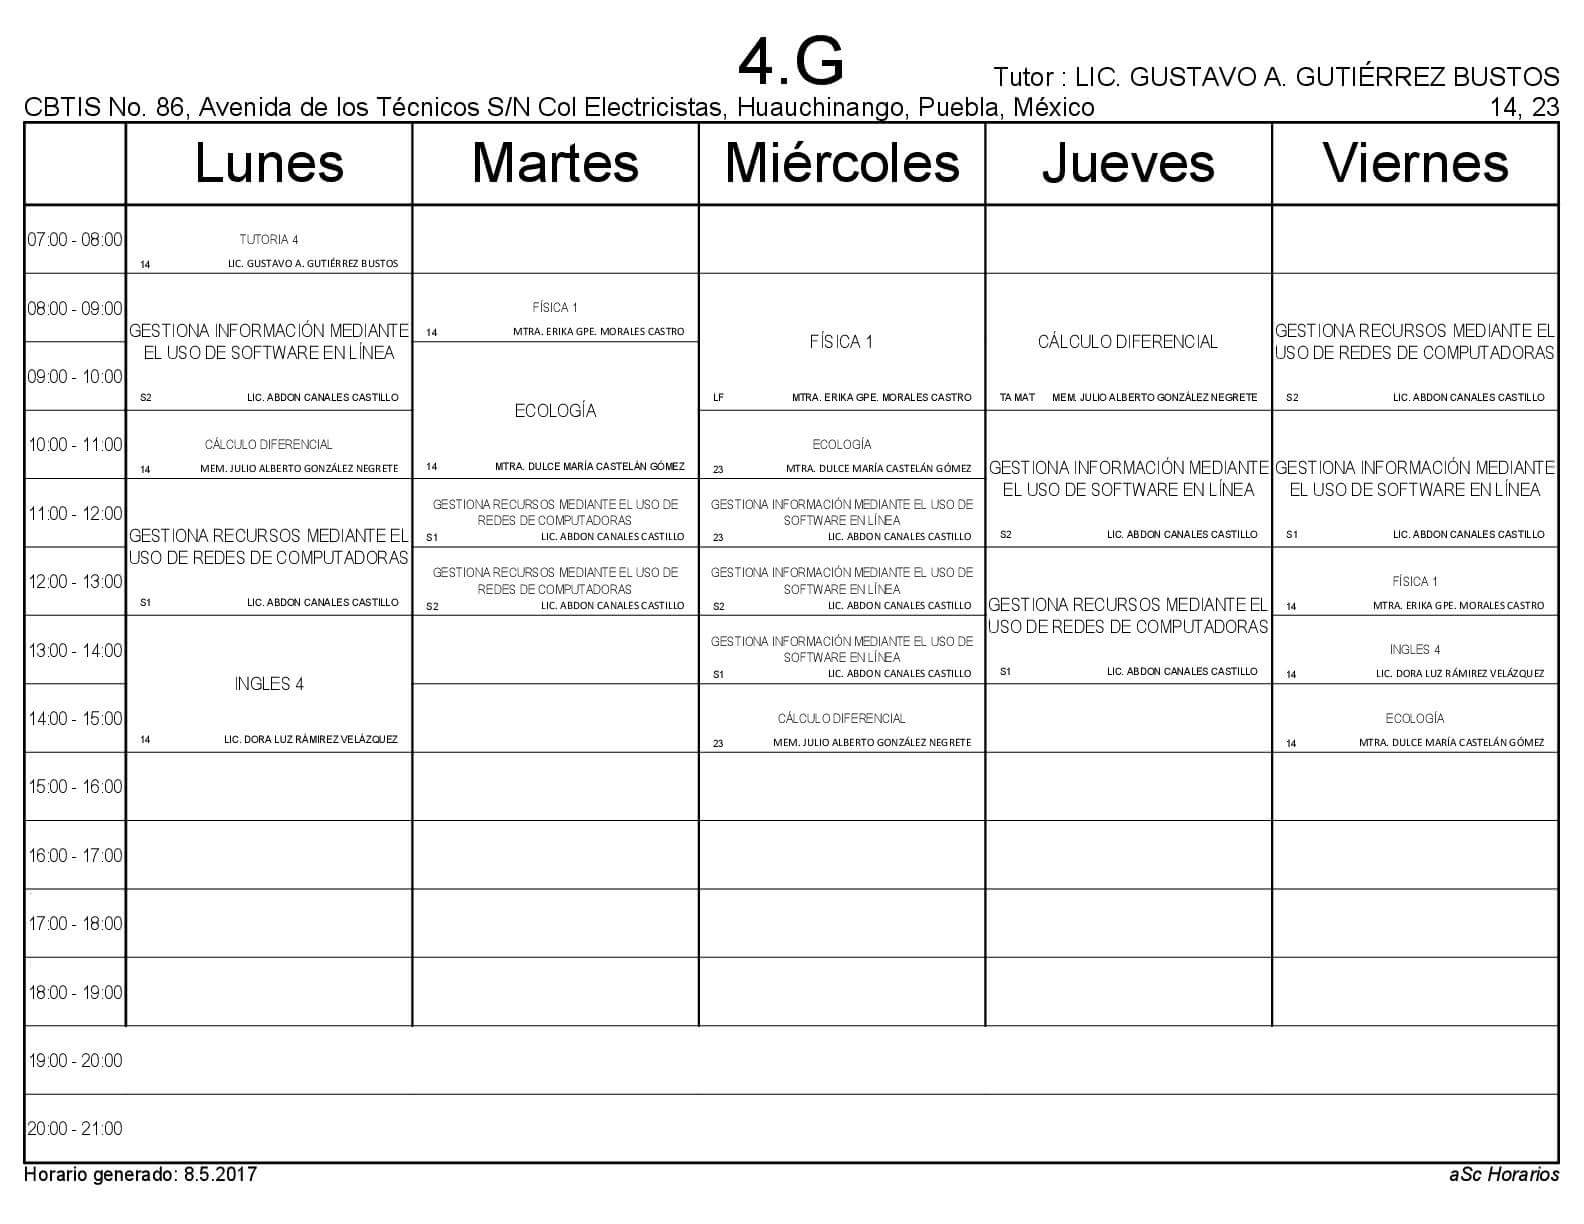 4.G
Tutor : LIC. GUSTAVO A. GUTIÉRREZ BUSTOS
CBTIS No. 86, Avenida de los Técnicos S/N Col Electricistas, Huauchinango, Puebla, México
14, 23
Lunes Martes Miércoles Jueves Viernes
07:00 - 08:00
TUTORIA 4
14 LIC. GUSTAVO A. GUTIÉRREZ BUSTOS
08:00 - 09:00
09:00 - 10:00
GESTIONA INFORMACIÓN MEDIANTE
EL USO DE SOFTWARE EN LÍNEA
S2 LIC. ABDON CANALES CASTILLO
FÍSICA 1
14 MTRA. ERIKA GPE. MORALES CASTRO
ECOLOGÍA
14 MTRA. DULCE MARÍA CASTELÁN GÓMEZ
FÍSICA 1
LF MTRA. ERIKA GPE. MORALES CASTRO
CÁLCULO DIFERENCIAL
TA MAT MEM. JULIO ALBERTO GONZÁLEZ NEGRETE
GESTIONA RECURSOS MEDIANTE EL
USO DE REDES DE COMPUTADORAS
S2 LIC. ABDON CANALES CASTILLO
10:00 - 11:00
CÁLCULO DIFERENCIAL
14 MEM. JULIO ALBERTO GONZÁLEZ NEGRETE
ECOLOGÍA
23 MTRA. DULCE MARÍA CASTELÁN GÓMEZ
GESTIONA INFORMACIÓN MEDIANTE
EL USO DE SOFTWARE EN LÍNEA
S2 LIC. ABDON CANALES CASTILLO
GESTIONA INFORMACIÓN MEDIANTE
EL USO DE SOFTWARE EN LÍNEA
S1 LIC. ABDON CANALES CASTILLO
11:00 - 12:00
GESTIONA RECURSOS MEDIANTE EL
USO DE REDES DE COMPUTADORAS
S1 LIC. ABDON CANALES CASTILLO
GESTIONA RECURSOS MEDIANTE EL USO DE
REDES DE COMPUTADORAS
S1 LIC. ABDON CANALES CASTILLO
GESTIONA INFORMACIÓN MEDIANTE EL USO DE
SOFTWARE EN LÍNEA
23 LIC. ABDON CANALES CASTILLO
12:00 - 13:00
GESTIONA RECURSOS MEDIANTE EL USO DE
REDES DE COMPUTADORAS
S2 LIC. ABDON CANALES CASTILLO
GESTIONA INFORMACIÓN MEDIANTE EL USO DE
SOFTWARE EN LÍNEA
S2 LIC. ABDON CANALES CASTILLO
GESTIONA RECURSOS MEDIANTE EL
USO DE REDES DE COMPUTADORAS
S1 LIC. ABDON CANALES CASTILLO
FÍSICA 1
14 MTRA. ERIKA GPE. MORALES CASTRO
13:00 - 14:00
INGLES 4
14 LIC. DORA LUZ RÁMIREZ VELÁZQUEZ
GESTIONA INFORMACIÓN MEDIANTE EL USO DE
SOFTWARE EN LÍNEA
S1 LIC. ABDON CANALES CASTILLO
INGLES 4
14 LIC. DORA LUZ RÁMIREZ VELÁZQUEZ
14:00 - 15:00
CÁLCULO DIFERENCIAL
23 MEM. JULIO ALBERTO GONZÁLEZ NEGRETE
ECOLOGÍA
14 MTRA. DULCE MARÍA CASTELÁN GÓMEZ
15:00 - 16:00
16:00 - 17:00
17:00 - 18:00
18:00 - 19:00
19:00 - 20:00
20:00 - 21:00
Horario generado: 8.5.2017
aSc Horarios